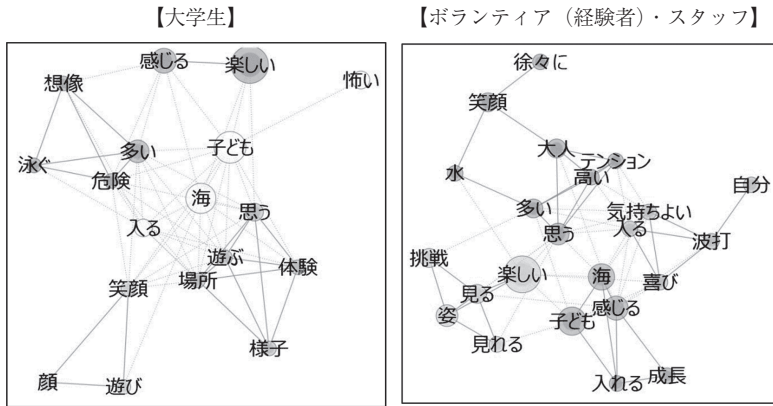 【大学生】
【ボランティア（経験者）・スタッフ】
感じる
楽しい
怖い
想像
子ども
多い
泳ぐ
危険
海
思う
入る
遊ぶ
場所
体験
笑顔
様子
顔
遊び
徐々に
笑顔
大人
テンション
水
高い
自分
多い
気持ちよい
入る
思う
波打
挑戦
楽しい
海
喜び
見る
感じる
姿
子ども
見れる
成長
入れる